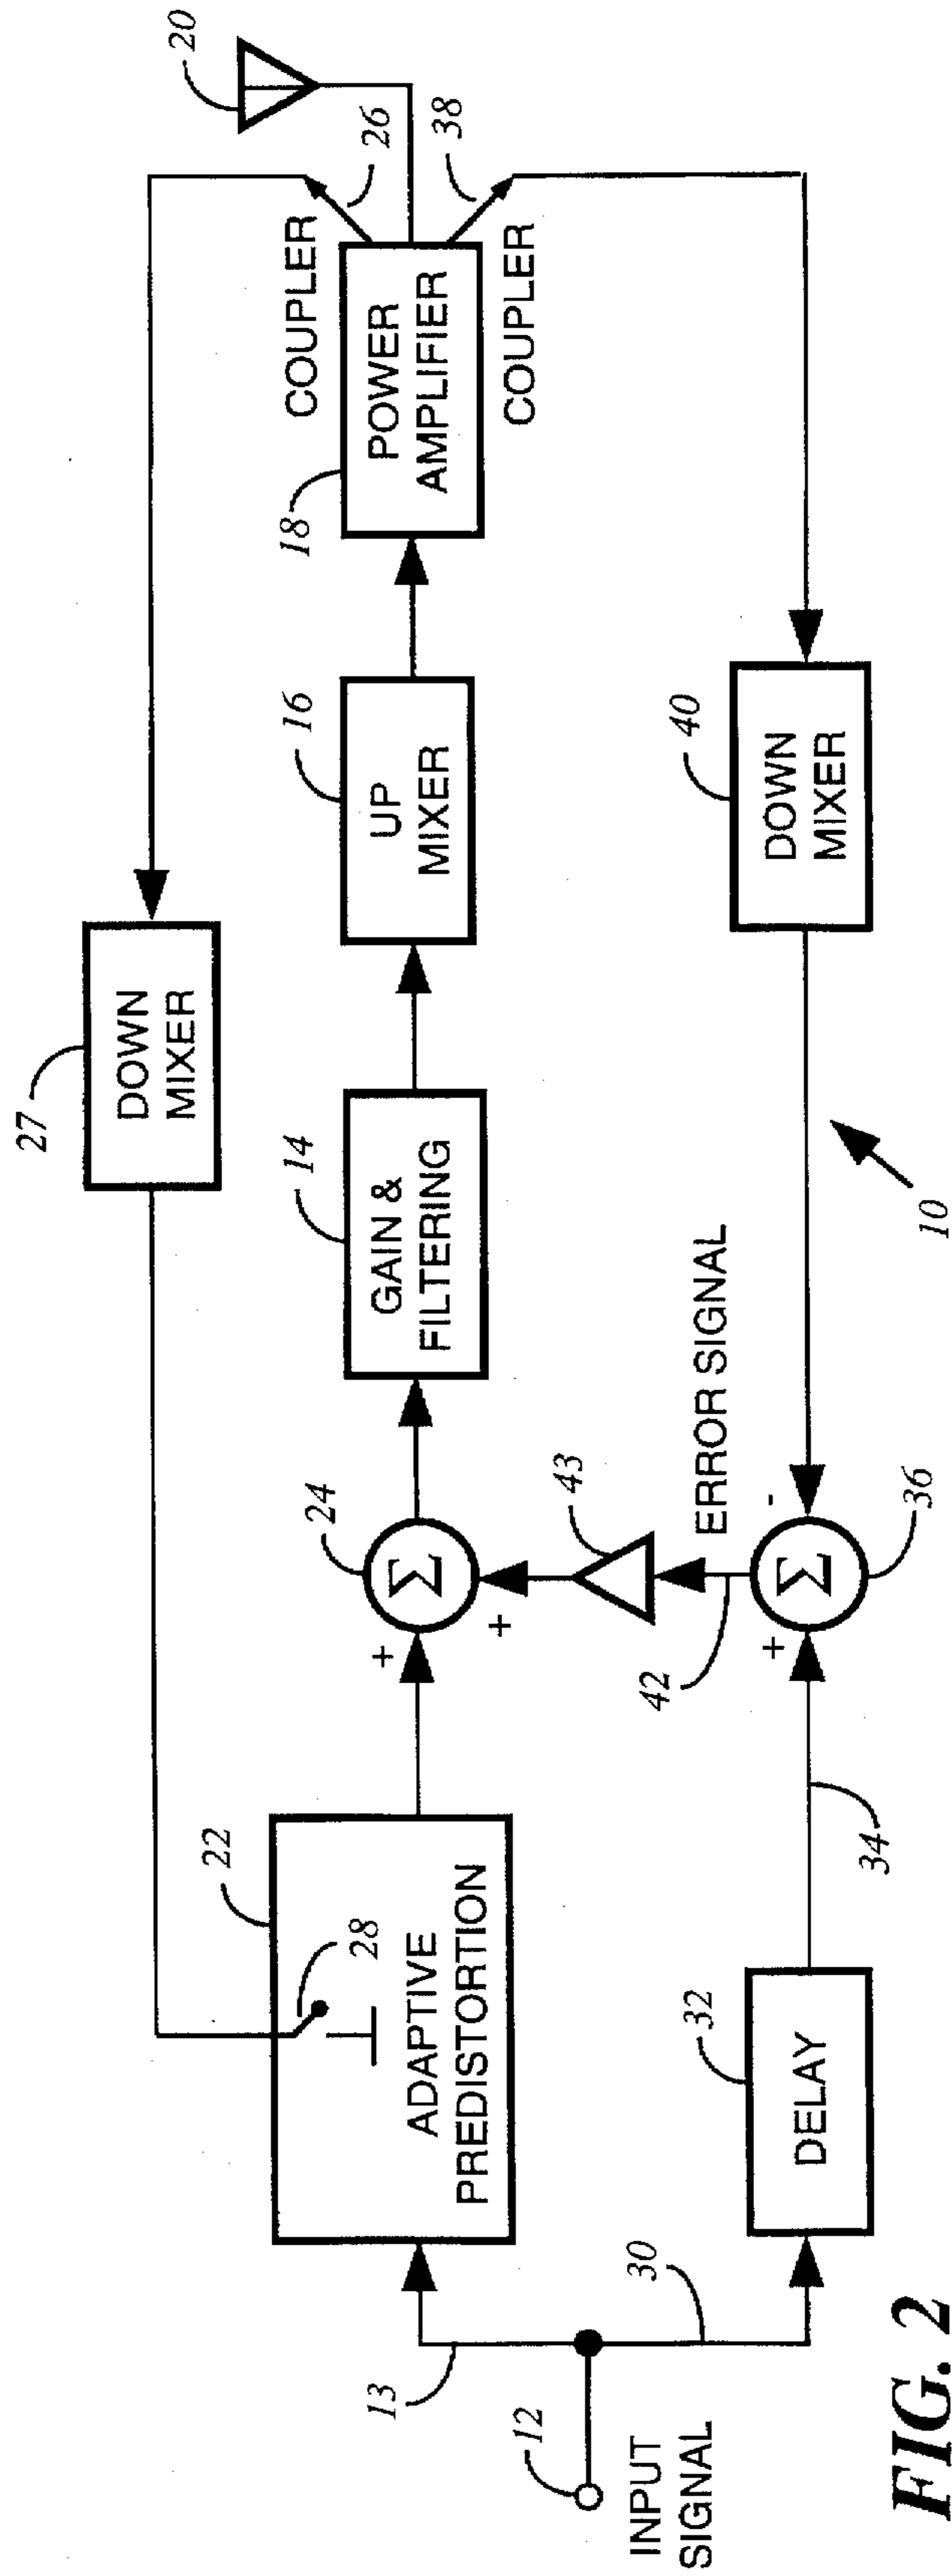 20
26
38
COUPLER
COUPLER
POWER
AMPLIFIER
18
16
UP
MIXER
40
DOWN
MIXER
27
DOWN
MIXER
14
GAIN &
FILTERING
10
ERROR SIGNAL
24
Σ
+
+
43
42
-
+
Σ
36
34
22
28
ADAPTIVE
PREDISTORTION
32
DELAY
30
13
12
INPUT
SIGNAL
FIG. 2